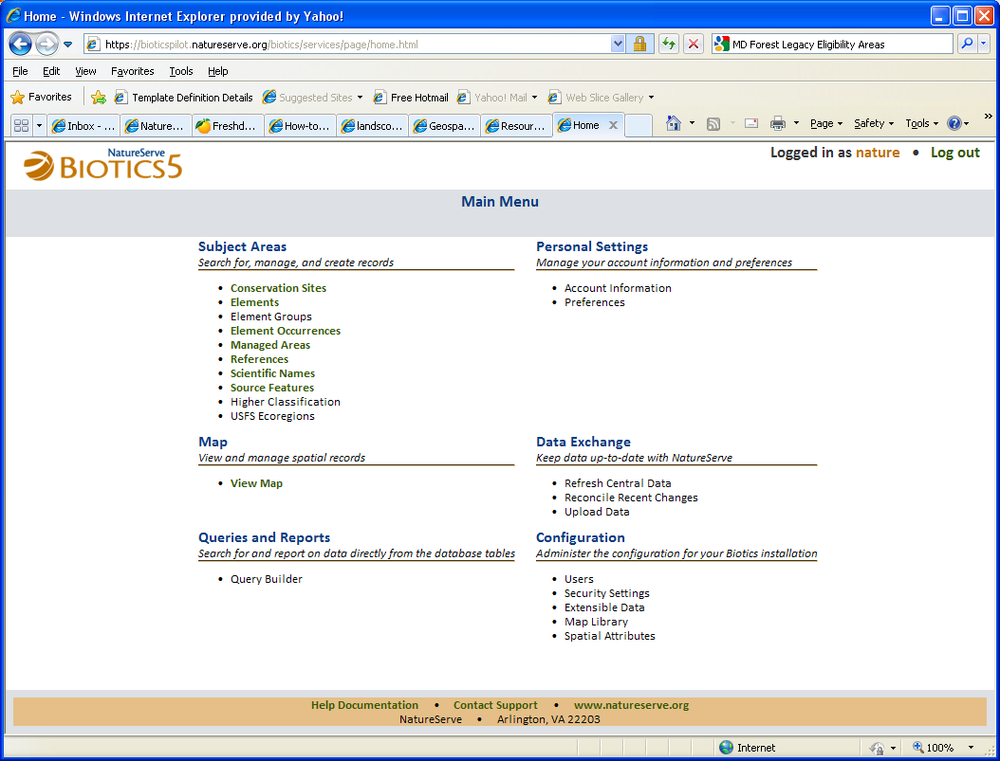 Home - Windows Internet Explorer provided by Yahoo!
https://bioticspilot.natureserve.org/biotics/services/page/home.html
MD Forest Legacy Eligibility Areas
File Edit View Favorites Tools Help
Favorites Template Definition Details Suggested Sites Free Hotmail Yahoo! Mail Web Slice Gallery
Inbox - ... Nature... Freshd... How-to... landsco... Geospa... Resour... Home X Page Safety Tools »
NatureServe
BIOTICS5
Logged in as nature • Log out
Main Menu
Subject Areas
Search for, manage, and create records
• Conservation Sites
• Elements
• Element Groups
• Element Occurrences
• Managed Areas
• References
• Scientific Names
• Source Features
• Higher Classification
• USFS Ecoregions
Personal Settings
Manage your account information and preferences
• Account Information
• Preferences
Map
View and manage spatial records
• View Map
Data Exchange
Keep data up-to-date with NatureServe
• Refresh Central Data
• Reconcile Recent Changes
• Upload Data
Queries and Reports
Search for and report on data directly from the database tables
• Query Builder
Configuration
Administer the configuration for your Biotics installation
• Users
• Security Settings
• Extensible Data
• Map Library
• Spatial Attributes
Help Documentation • Contact Support • www.natureserve.org
NatureServe • Arlington, VA 22203
Internet 100%